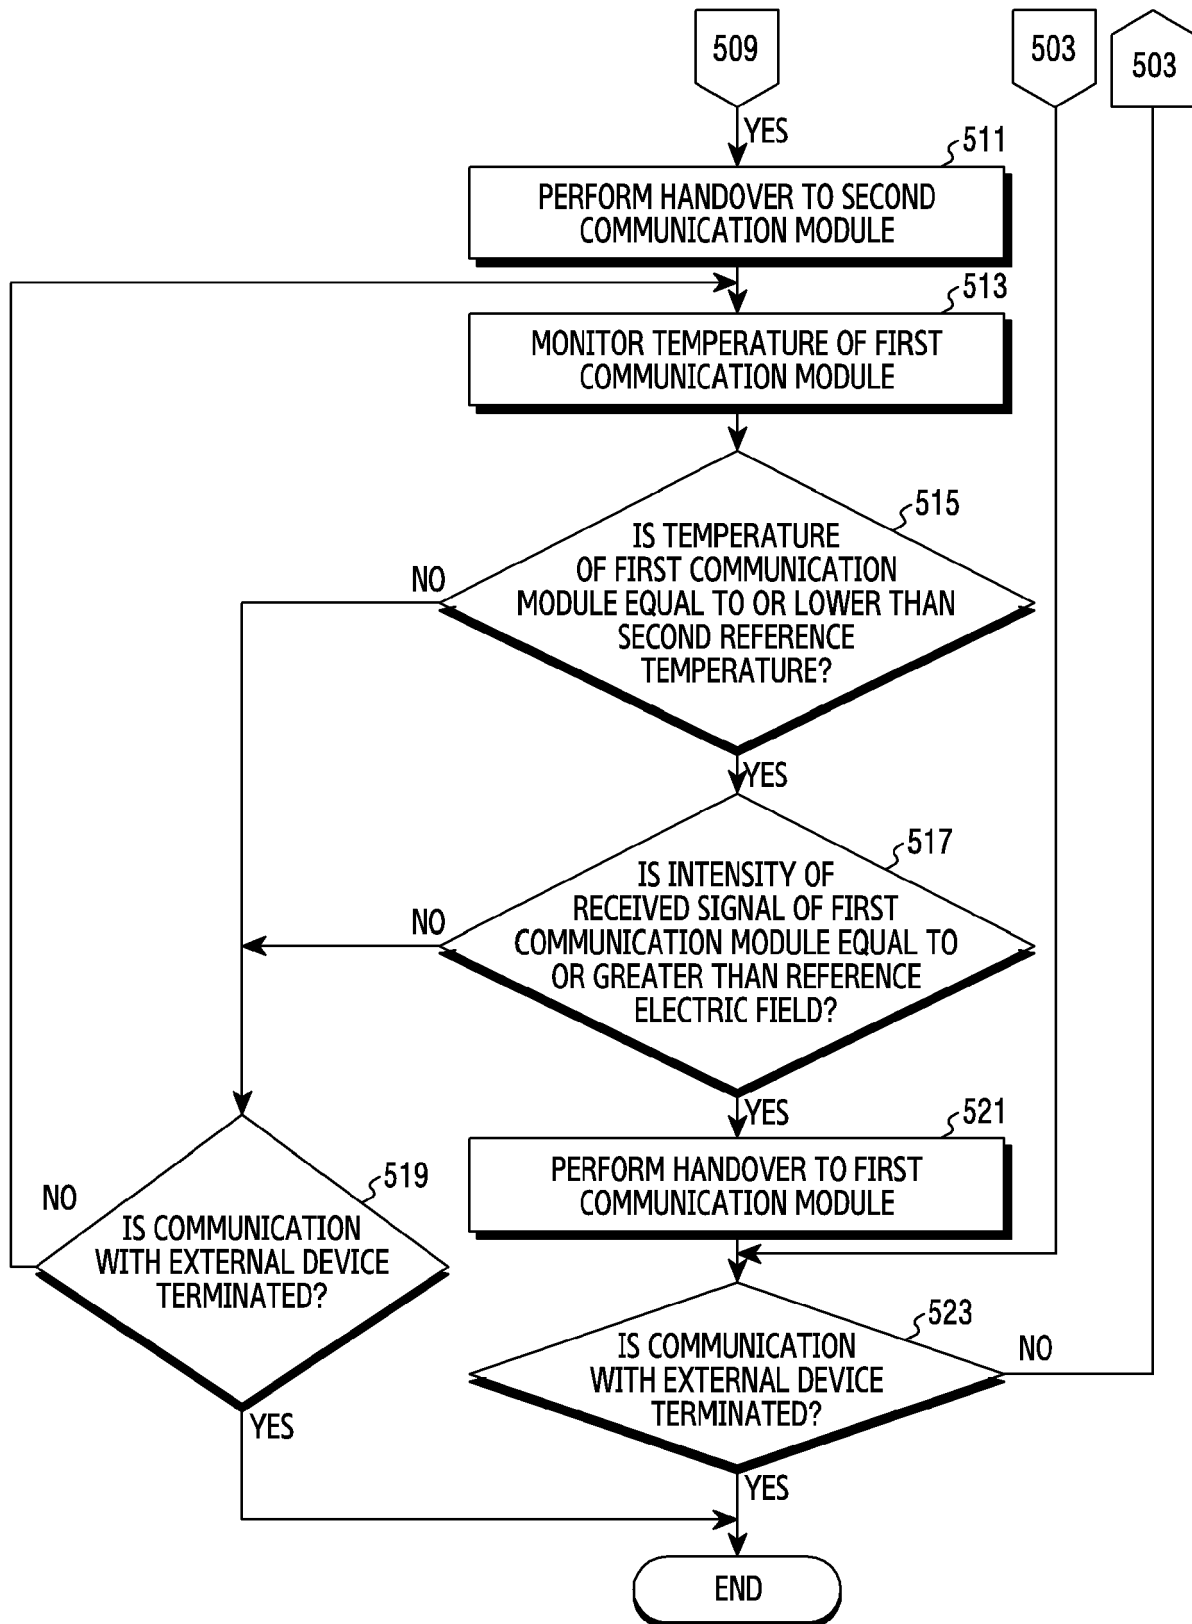 509
503
503
YES
511
PERFORM HANDOVER TO SECOND
COMMUNICATION MODULE
513
MONITOR TEMPERATURE OF FIRST
COMMUNICATION MODULE
515
IS TEMPERATURE
OF FIRST COMMUNICATION
MODULE EQUAL TO OR LOWER THAN
SECOND REFERENCE
TEMPERATURE?
NO
YES
517
IS INTENSITY OF
RECEIVED SIGNAL OF FIRST
COMMUNICATION MODULE EQUAL TO
OR GREATER THAN REFERENCE
ELECTRIC FIELD?
NO
YES
519
IS COMMUNICATION
WITH EXTERNAL DEVICE
TERMINATED?
NO
YES
521
PERFORM HANDOVER TO FIRST
COMMUNICATION MODULE
523
IS COMMUNICATION
WITH EXTERNAL DEVICE
TERMINATED?
NO
YES
END